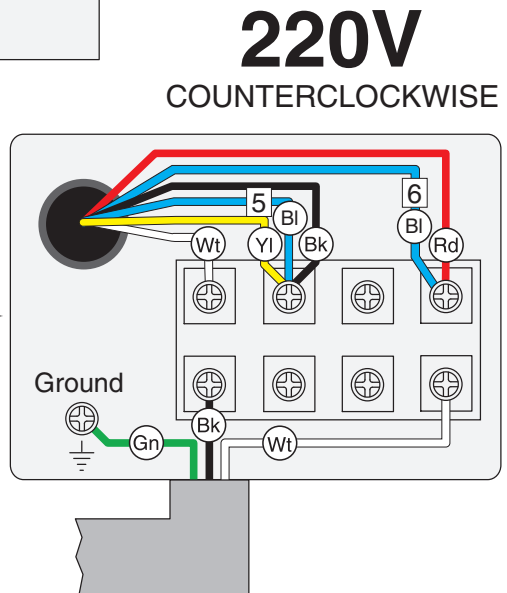 220V
COUNTERCLOCKWISE
5
6
Bl
Bl
Wt
Yl
Bk
Rd
Ground
Bk
Gn
Wt